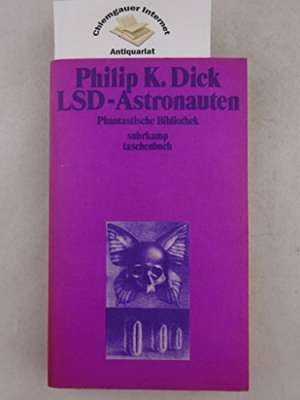 Chiemgauer Internet
Antiquariat
Philip K. Dick
LSD-Astronauten
Phantastische Bibliothek
suhrkamp
taschenbuch